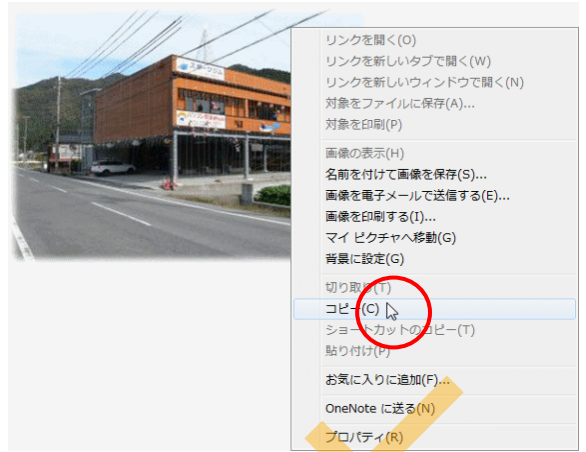 リンクを開く(O)
リンクを新しいタブで開く(W)
リンクを新しいウィンドウで開く(N)
対象をファイルに保存(A)...
対象を印刷(P)
画像の表示(H)
名前を付けて画像を保存(S)...
画像を電子メールで送信する(E)...
画像を印刷する(I)...
マイ ピクチャへ移動(G)
背景に設定(G)
切り取り(T)
コピー(C)
ショートカットのコピー(T)
貼り付け(P)
お気に入りに追加(F)...
OneNote に送る(N)
プロパティ(R)